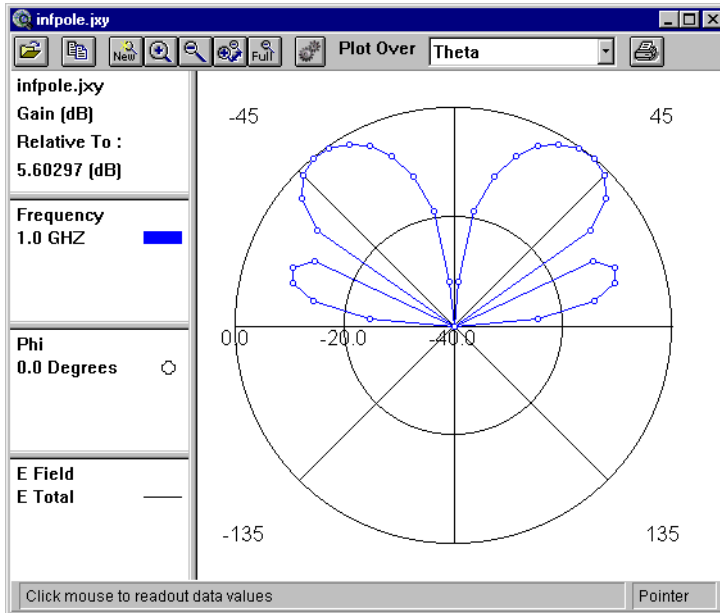 infpole.jxy
New Full Plot Over Theta
infpole.jxy
Gain (dB)
Relative To :
5.60297 (dB)
Frequency
1.0 GHZ
Phi
0.0 Degrees
E Field
E Total
-45 45
0.0 -20.0 -40.0
-135 135
Click mouse to readout data values Pointer